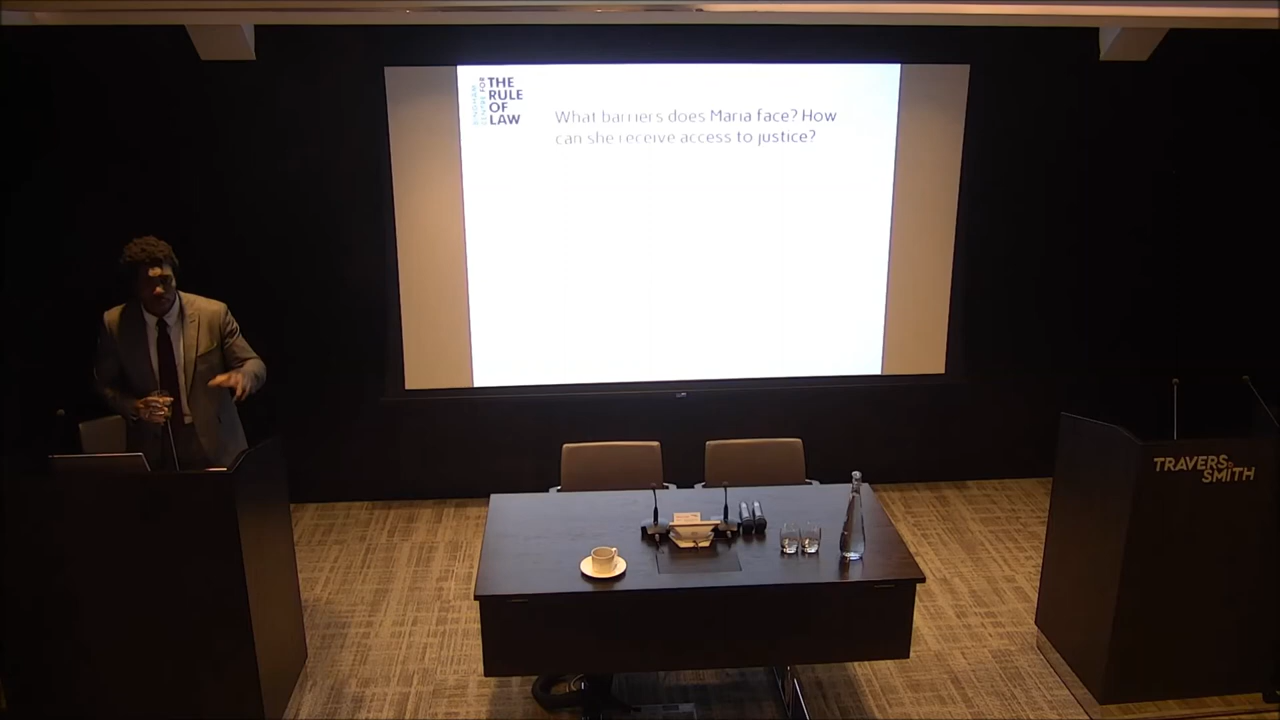 BINGHAM
CENTRE FOR
THE
RULE
OF
LAW
What barriers does Maria face? How
can she receive access to justice?
TRAVERS
SMITH